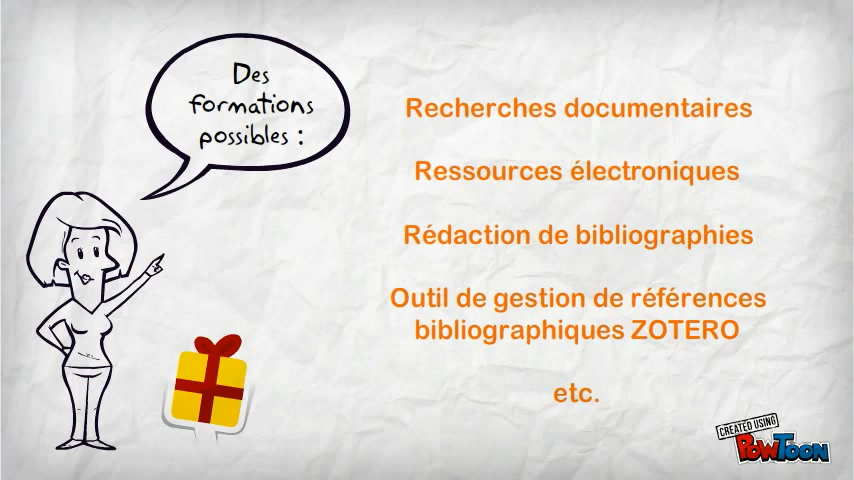 Des
formations
possibles :
Recherches documentaires
Ressources électroniques
Rédaction de bibliographies
Outil de gestion de références
bibliographiques ZOTERO
etc.
CREATED USING
POWTOON